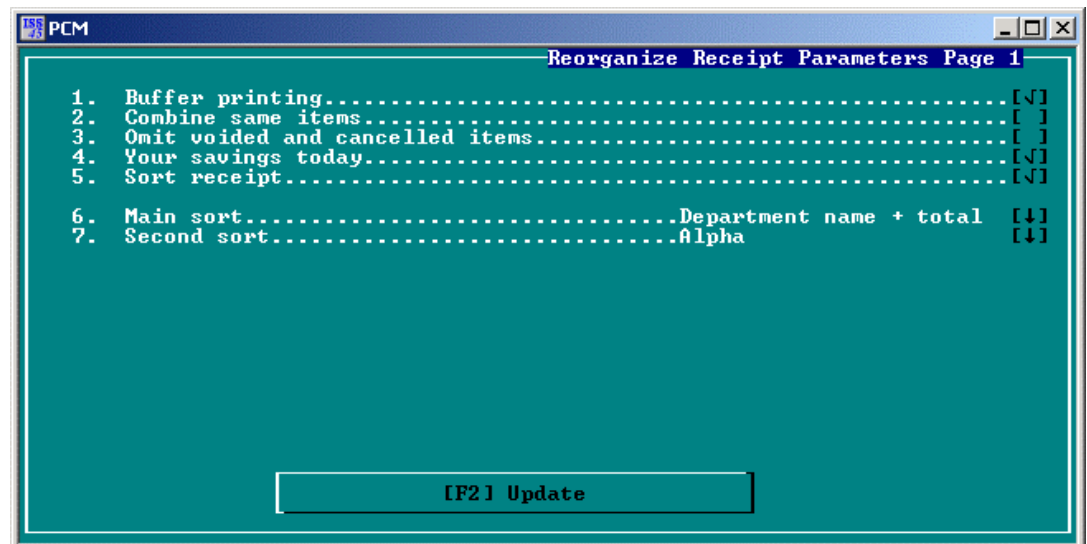 ISS 45 PCM
Reorganize Receipt Parameters Page 1
1. Buffer printing....................................................[√]
2. Combine same items.................................................[ ]
3. Omit voided and cancelled items....................................[ ]
4. Your savings today.................................................[√]
5. Sort receipt.......................................................[√]
6. Main sort.................................Department name + total [↓]
7. Second sort...............................Alpha [↓]
[F2] Update